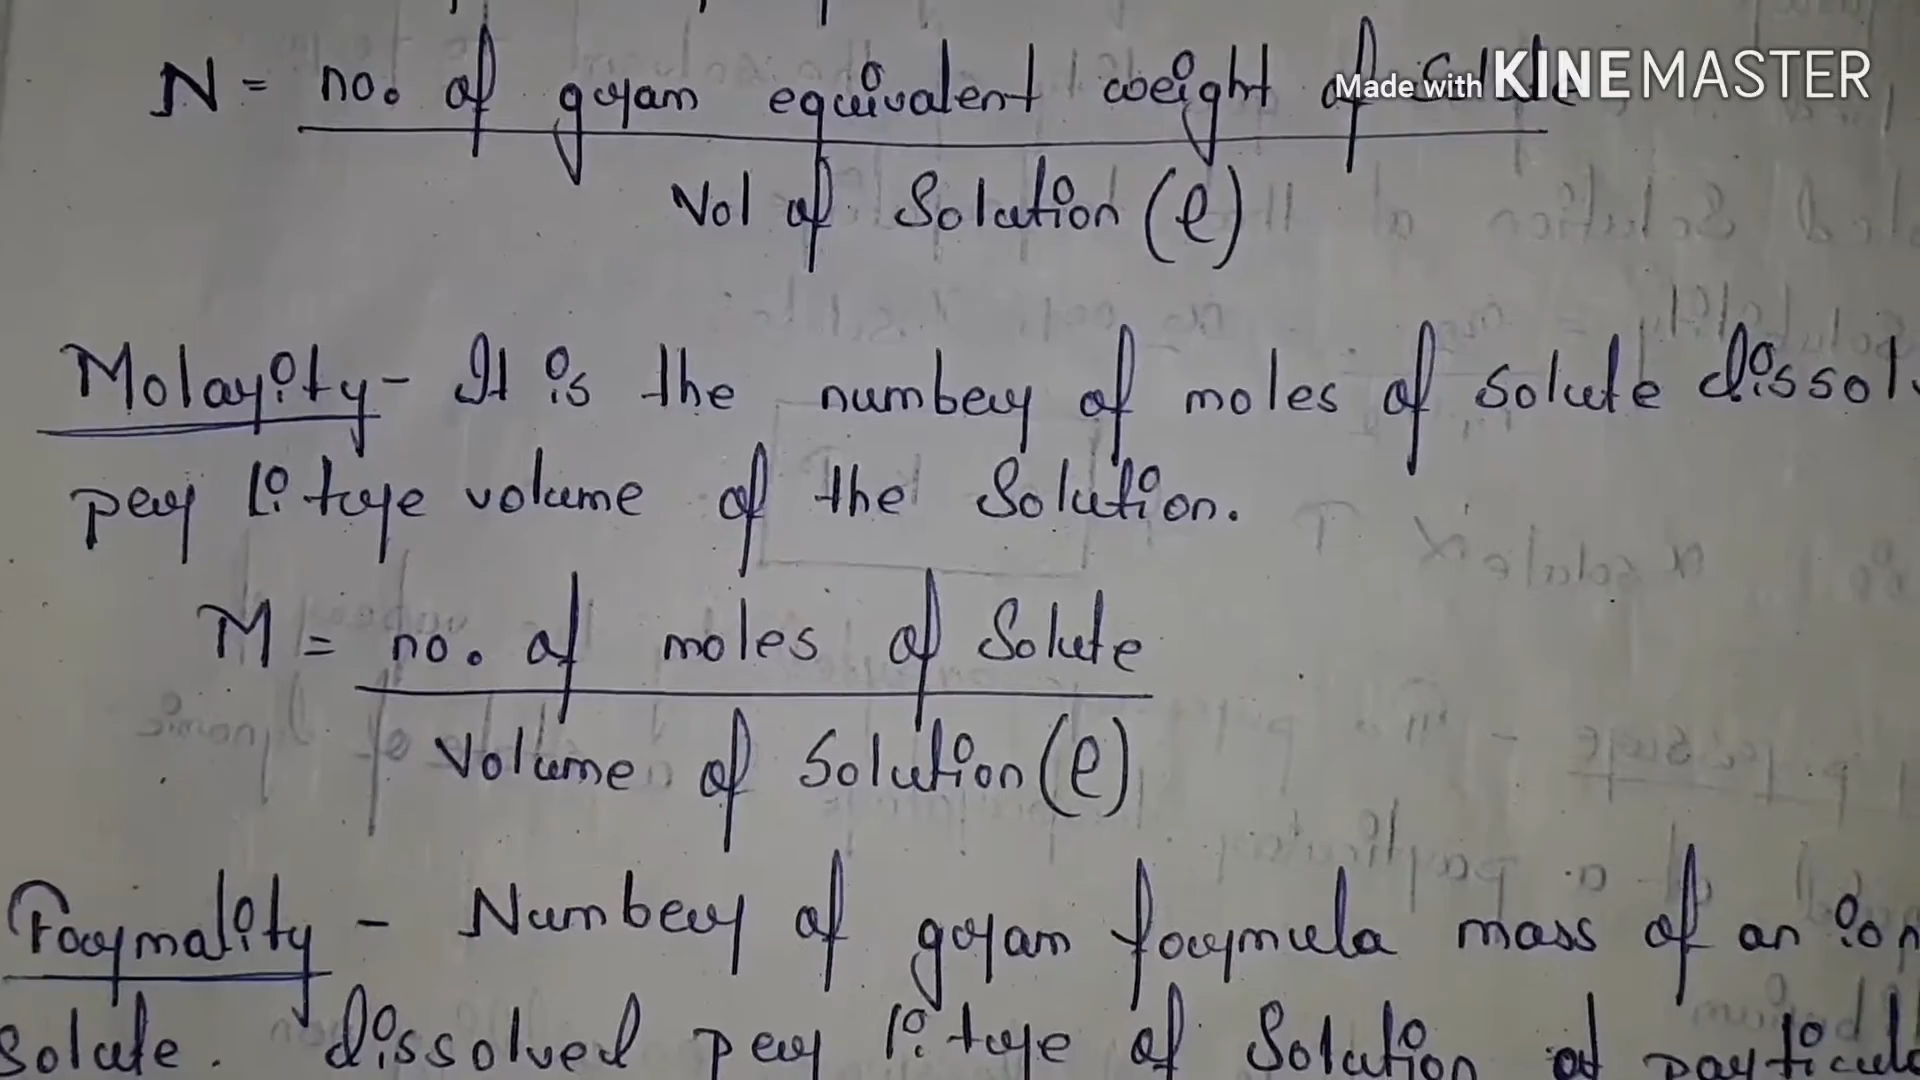 N = no. of gram equivalent weight of Solute
Vol of Solution (l)
Made with KINEMASTER
Molarity - It is the number of moles of Solute dissol
per litre volume of the Solution.
M = no. of moles of Solute
Volume of Solution (l)
Formality - Number of gram formula mass of an ion
Solute. dissolved per litre of Solution at particul